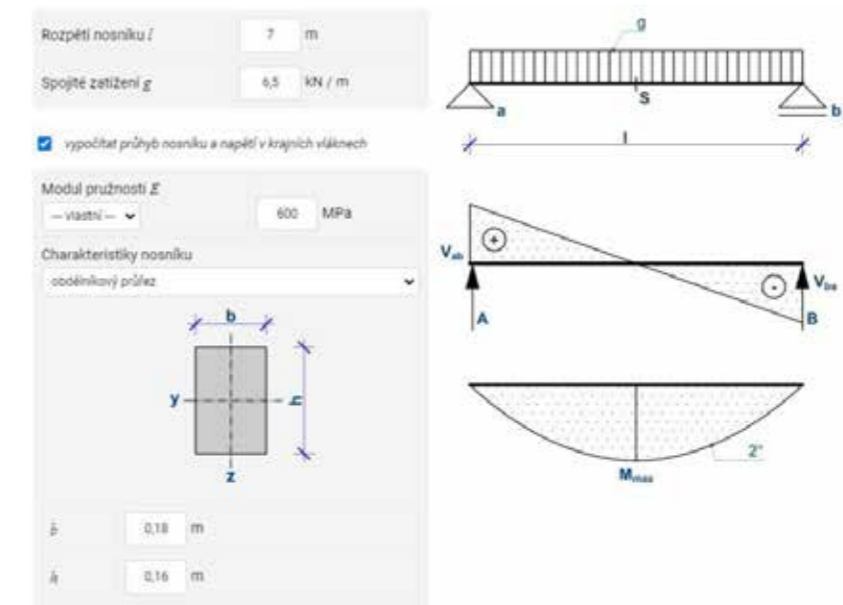 Rozpětí nosníku l 7 m
Spojité zatížení g 6,5 kN / m
vypočítat průhyb nosníku a napětí v krajních vláknech
Modul pružnosti E
-- vlastní -- 600 MPa
Charakteristiky nosníku
obdélníkový průřez
b
y
h
z
b 0,18 m
h 0,16 m
g
S
a
b
l
+
Vab
-
Vba
A
B
2°
Mmax